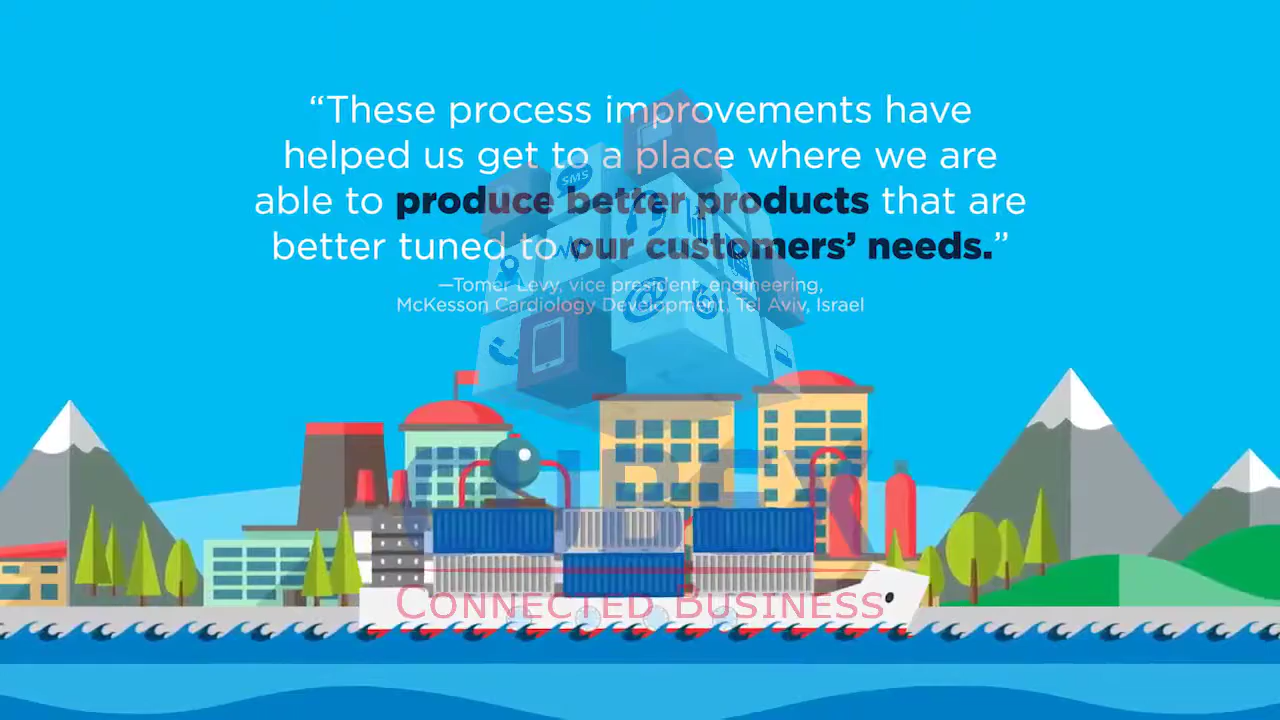 “These process improvements have
helped us get to a place where we are
able to produce better products that are
better tuned to our customers’ needs.”
—Tomer Levy, vice president, engineering,
McKesson Cardiology Development, Tel Aviv, Israel
SMS
@
Connected Business